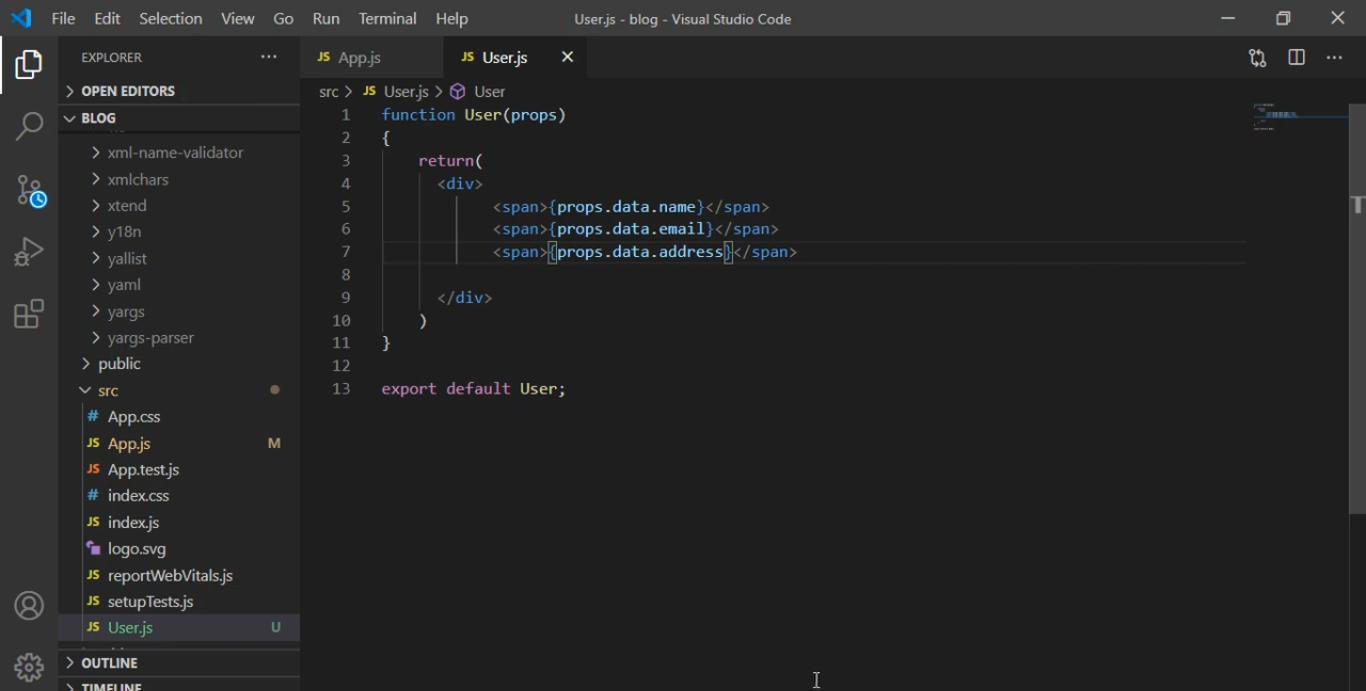 File Edit Selection View Go Run Terminal Help
User.js - blog - Visual Studio Code
EXPLORER
OPEN EDITORS
BLOG
xml-name-validator
xmlchars
xtend
y18n
yallist
yaml
yargs
yargs-parser
public
src
# App.css
JS App.js M
JS App.test.js
# index.css
JS index.js
logo.svg
JS reportWebVitals.js
JS setupTests.js
JS User.js U
OUTLINE
TIMELINE
JS App.js JS User.js
src > JS User.js > User
1 function User(props)
2 {
3 return(
4 <div>
5 <span>{props.data.name}</span>
6 <span>{props.data.email}</span>
7 <span>{props.data.address}</span>
8
9 </div>
10 )
11 }
12
13 export default User;